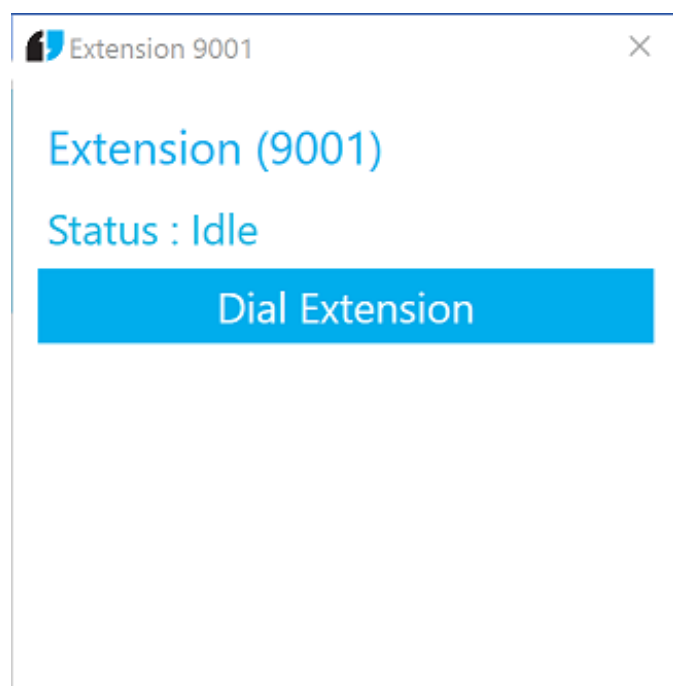 Extension 9001
Extension (9001)
Status : Idle
Dial Extension